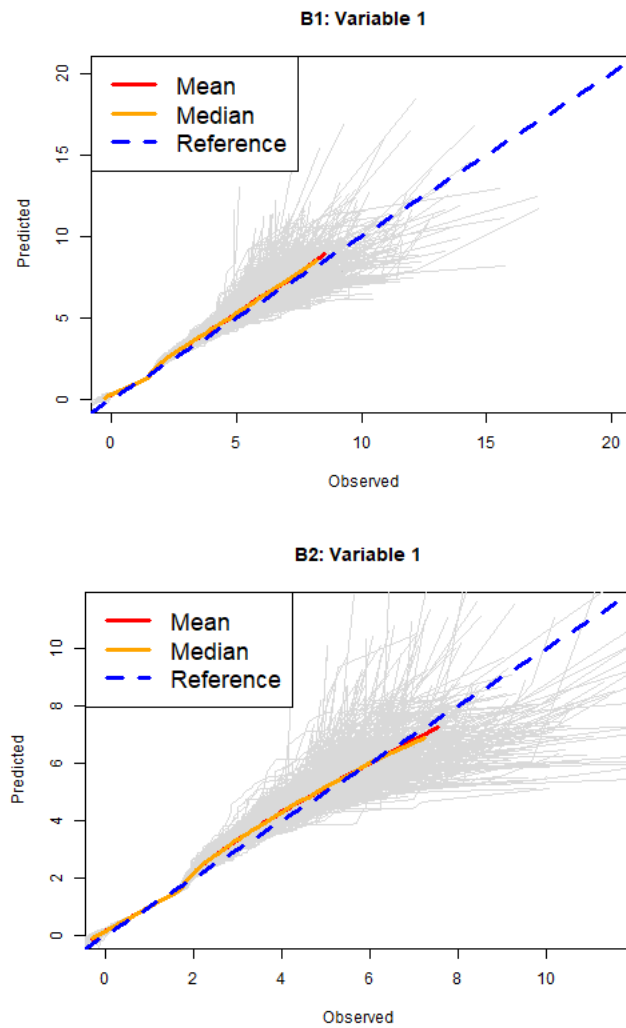 B1: Variable 1
Mean
Median
Reference
Predicted
20
15
10
5
0
0 5 10 15 20
Observed
B2: Variable 1
Mean
Median
Reference
Predicted
10
8
6
4
2
0
0 2 4 6 8 10
Observed